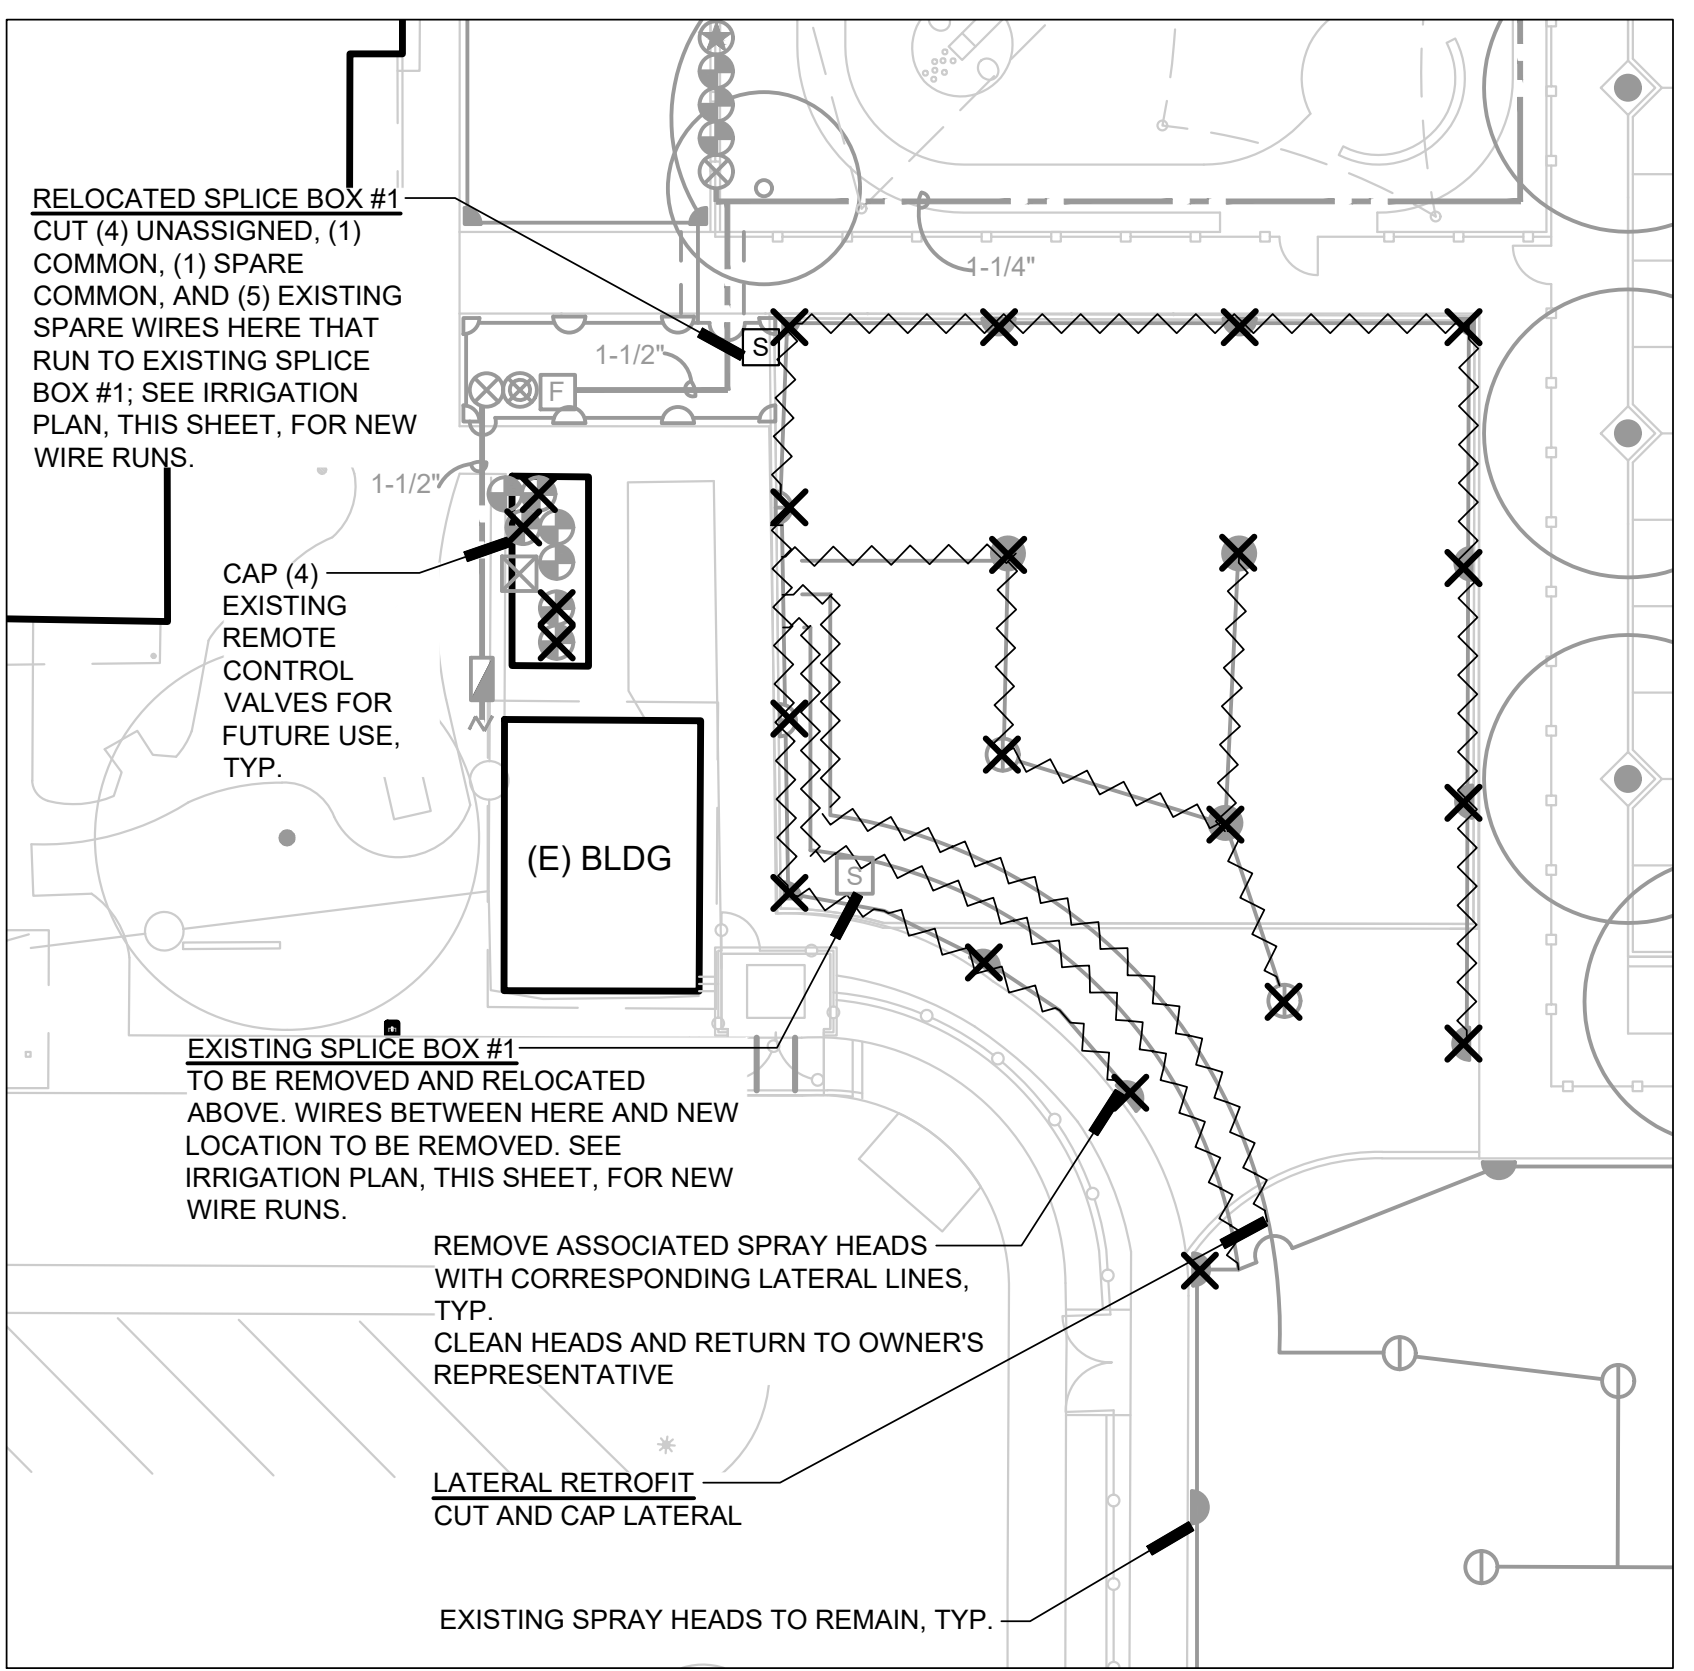 RELOCATED SPLICE BOX #1
CUT (4) UNASSIGNED, (1)
COMMON, (1) SPARE
COMMON, AND (5) EXISTING
SPARE WIRES HERE THAT
RUN TO EXISTING SPLICE
BOX #1; SEE IRRIGATION
PLAN, THIS SHEET, FOR NEW
WIRE RUNS.
1-1/4"
S
1-1/2"
F
1-1/2"
CAP (4)
EXISTING
REMOTE
CONTROL
VALVES FOR
FUTURE USE,
TYP.
(E) BLDG
S
EXISTING SPLICE BOX #1
TO BE REMOVED AND RELOCATED
ABOVE. WIRES BETWEEN HERE AND NEW
LOCATION TO BE REMOVED. SEE
IRRIGATION PLAN, THIS SHEET, FOR NEW
WIRE RUNS.
REMOVE ASSOCIATED SPRAY HEADS
WITH CORRESPONDING LATERAL LINES,
TYP.
CLEAN HEADS AND RETURN TO OWNER'S
REPRESENTATIVE
LATERAL RETROFIT
CUT AND CAP LATERAL
EXISTING SPRAY HEADS TO REMAIN, TYP.